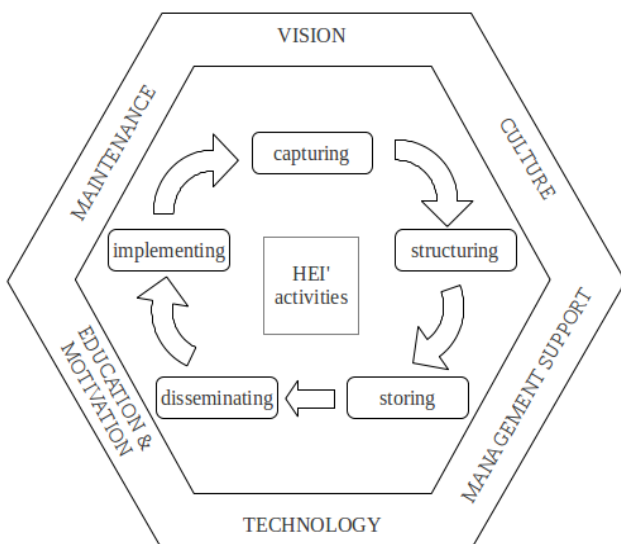 VISION
MAINTENANCE
CULTURE
capturing
implementing
structuring
HEI'
activities
EDUCATION &
MOTIVATION
disseminating
storing
MANAGEMENT SUPPORT
TECHNOLOGY